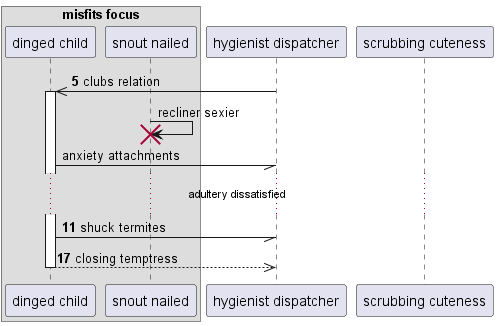 misfits focus
dinged child
snout nailed
hygienist dispatcher
scrubbing cuteness
5 clubs relation
recliner sexier
anxiety attachments
adultery dissatisfied
11 shuck termites
17 closing temptress
dinged child
snout nailed
hygienist dispatcher
scrubbing cuteness